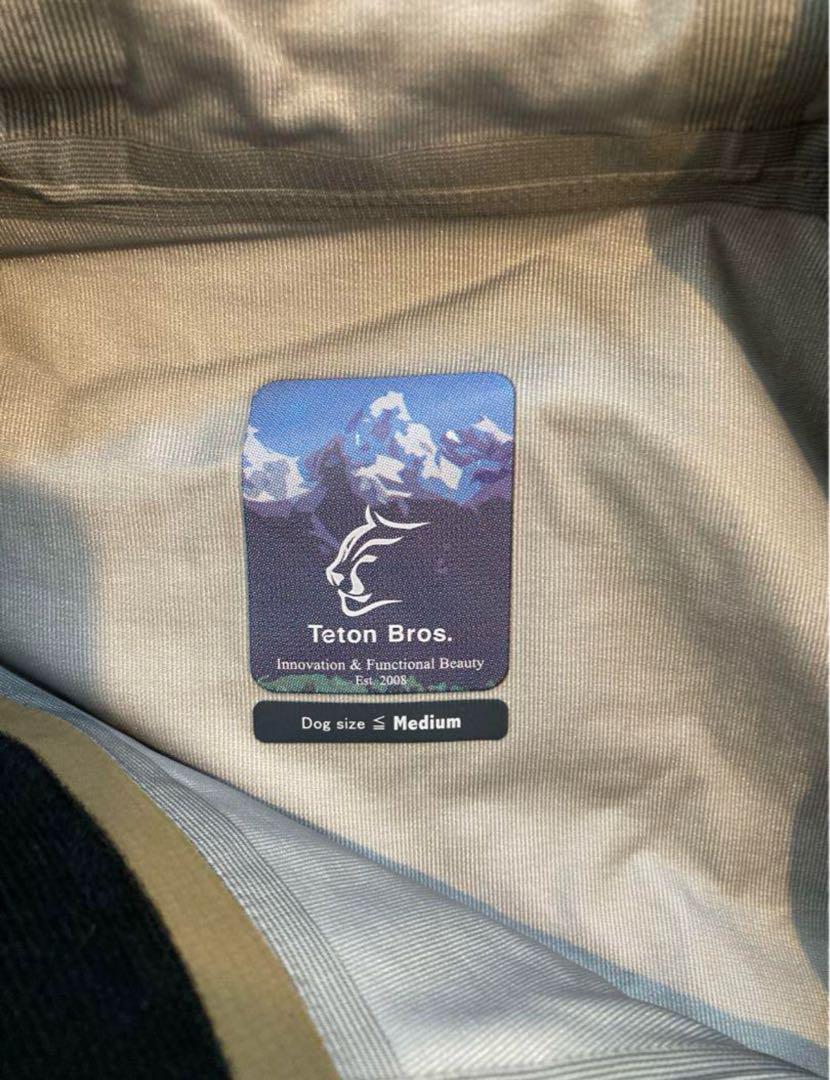 Teton Bros.
Innovation & Functional Beauty
Est. 2008
Dog size ≦ Medium